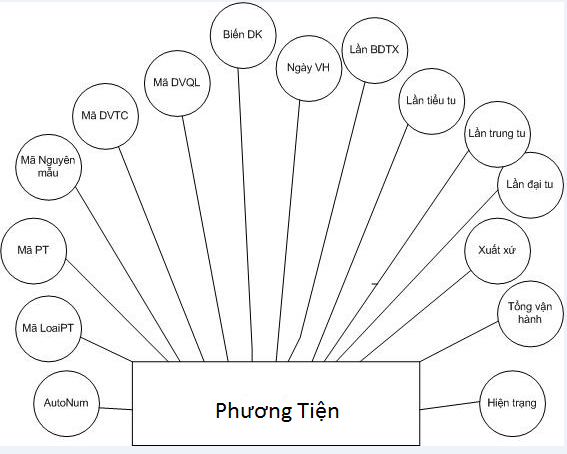 Biển DK
Lần BDTX
Ngày VH
Mã DVQL
Lần tiểu tu
Mã DVTC
Lần trung tu
Mã Nguyên
mẫu
Lần đại tu
Mã PT
Xuất xứ
Tổng vận
hành
Mã LoaiPT
AutoNum
Hiện trạng
Phương Tiện